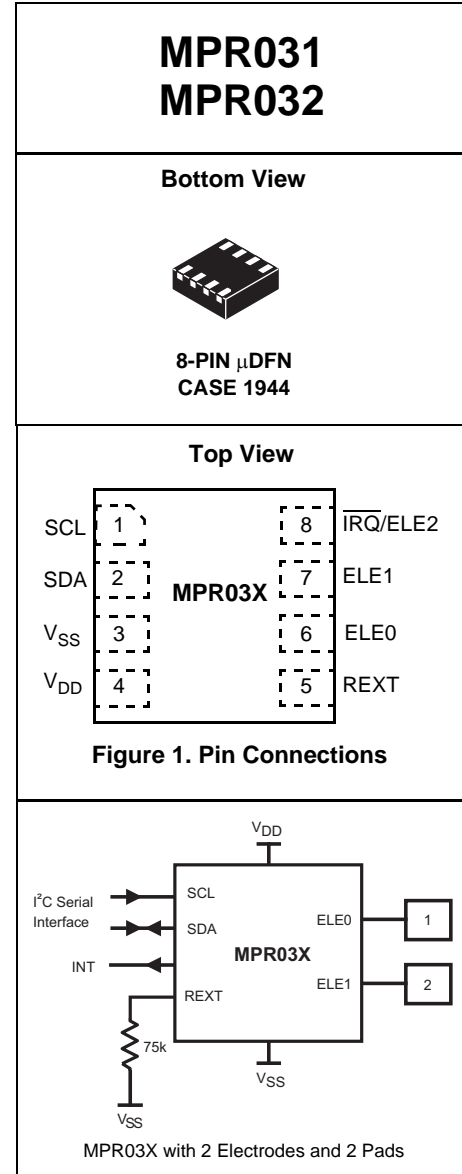 MPR031
MPR032
Bottom View
8-PIN μDFN
CASE 1944
Top View
SCL 1 8 IRQ/ELE2
SDA 2 MPR03X 7 ELE1
VSS 3 6 ELE0
VDD 4 5 REXT
Figure 1. Pin Connections
VDD
I²C Serial
Interface
SCL
SDA
INT
REXT
MPR03X
ELE0 1
ELE1 2
75k
VSS
VSS
MPR03X with 2 Electrodes and 2 Pads